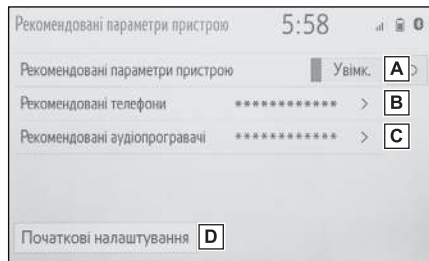 Рекомендовані параметри пристрою 5:58
Рекомендовані параметри пристрою Увімк. A
Рекомендовані телефони ************ > B
Рекомендовані аудіопрогравачі ************ > C
Початкові налаштування D